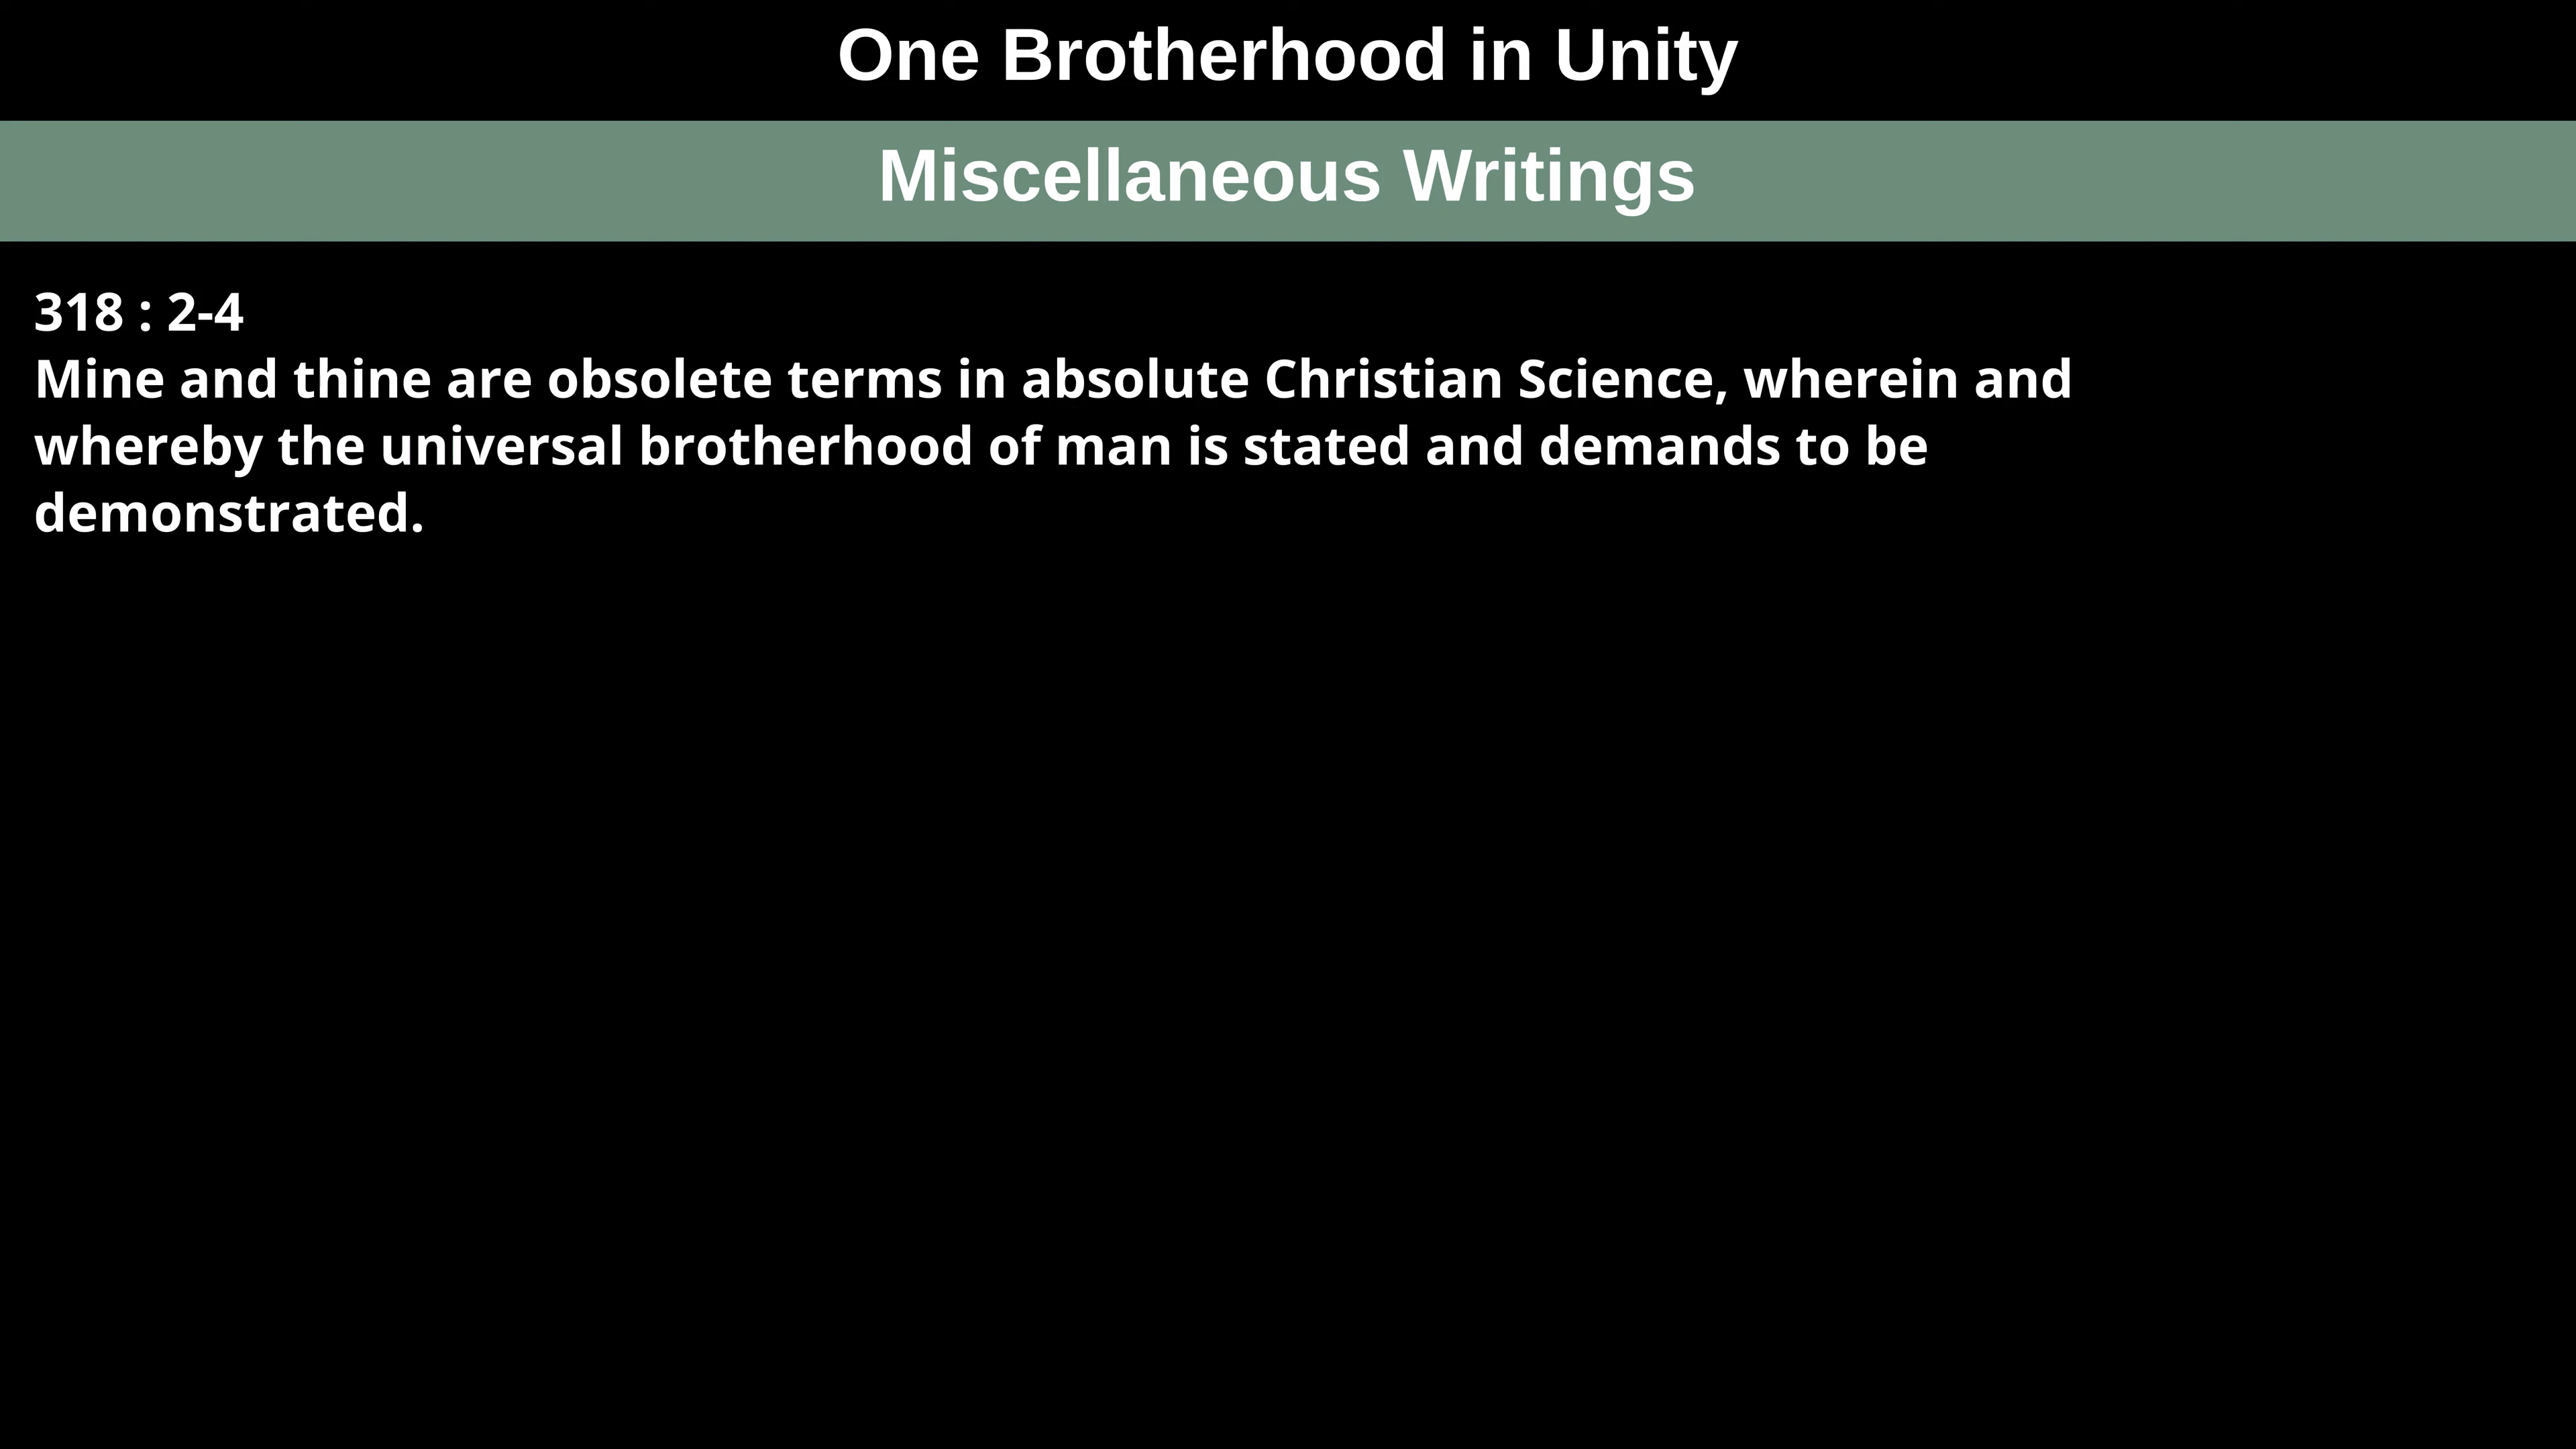 One Brotherhood in Unity
Miscellaneous Writings
318 : 2-4
Mine and thine are obsolete terms in absolute Christian Science, wherein and
whereby the universal brotherhood of man is stated and demands to be
demonstrated.